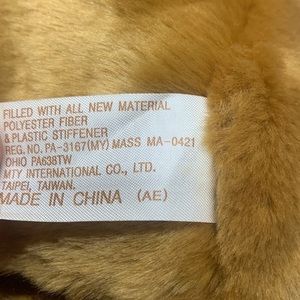 FILLED WITH ALL NEW MATERIAL
POLYESTER FIBER
& PLASTIC STIFFENER
REG. NO. PA-3167(MY) MASS MA-0421
OHIO PA638TW
MTY INTERNATIONAL CO., LTD.
TAIPEI, TAIWAN.
MADE IN CHINA (AE)